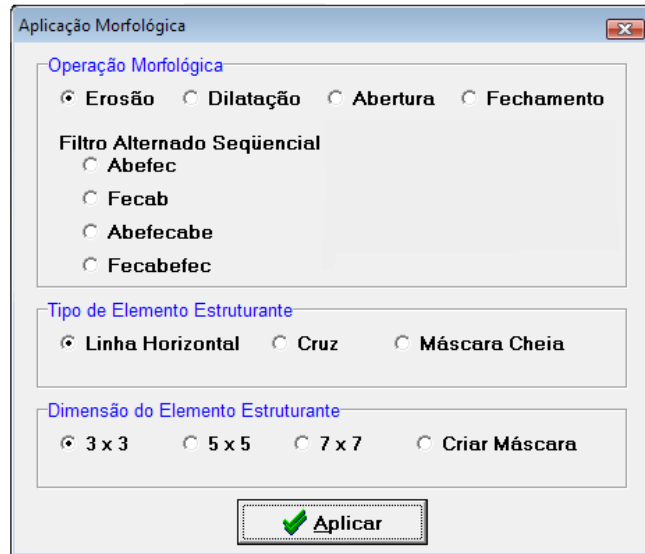 Aplicação Morfológica
Operação Morfológica
Erosão Dilatação Abertura Fechamento
Filtro Alternado Seqüencial
Abefec
Fecab
Abefecabe
Fecabefec
Tipo de Elemento Estruturante
Linha Horizontal Cruz Máscara Cheia
Dimensão do Elemento Estruturante
3 x 3 5 x 5 7 x 7 Criar Máscara
Aplicar